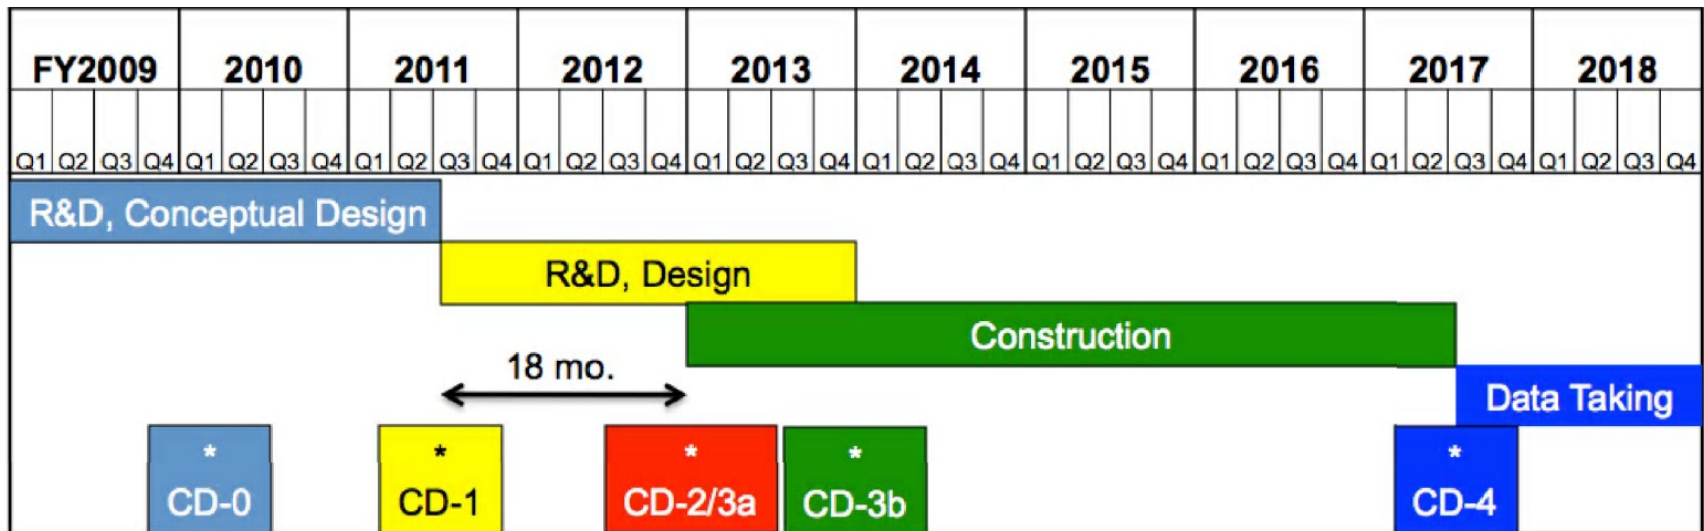 FY2009 2010 2011 2012 2013 2014 2015 2016 2017 2018
Q1 Q2 Q3 Q4 Q1 Q2 Q3 Q4 Q1 Q2 Q3 Q4 Q1 Q2 Q3 Q4 Q1 Q2 Q3 Q4 Q1 Q2 Q3 Q4 Q1 Q2 Q3 Q4 Q1 Q2 Q3 Q4 Q1 Q2 Q3 Q4 Q1 Q2 Q3 Q4
R&D, Conceptual Design
R&D, Design
Construction
18 mo.
Data Taking
* * * * *
CD-0 CD-1 CD-2/3a CD-3b CD-4